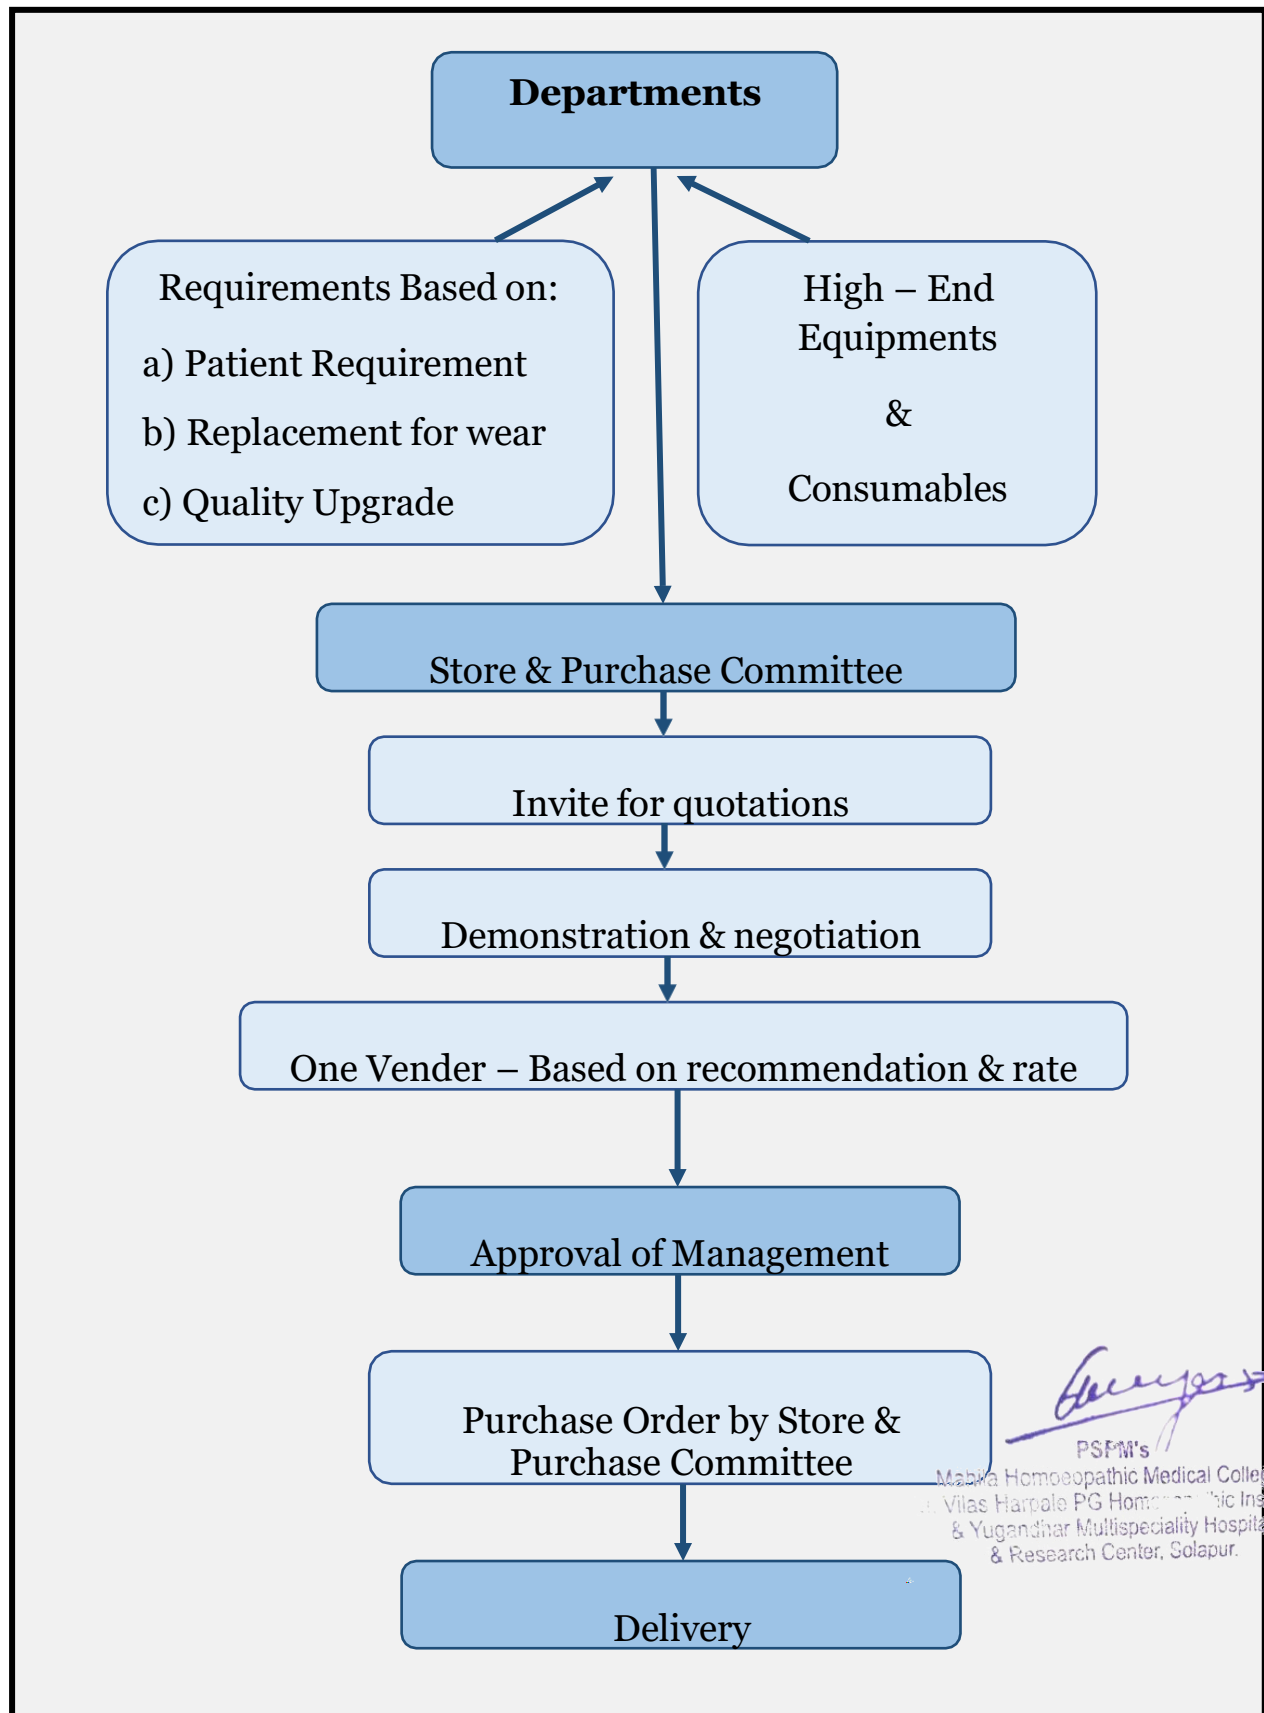 Departments
Requirements Based on:
a) Patient Requirement
b) Replacement for wear
c) Quality Upgrade
High – End
Equipments
&
Consumables
Store & Purchase Committee
Invite for quotations
Demonstration & negotiation
One Vender – Based on recommendation & rate
Approval of Management
Purchase Order by Store &
Purchase Committee
PSPM's
Mahila Homoeopathic Medical
Vilas Harpale PG
& Yugandhar Multispeciality
& Research Center, Solapur.
Delivery